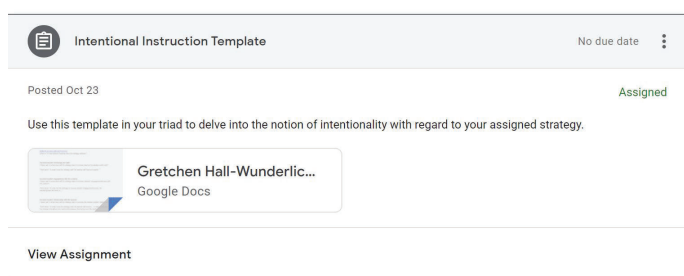 Intentional Instruction Template
No due date
Posted Oct 23
Assigned
Use this template in your triad to delve into the notion of intentionality with regard to your assigned strategy.
Gretchen Hall-Wunderlic...
Google Docs
View Assignment